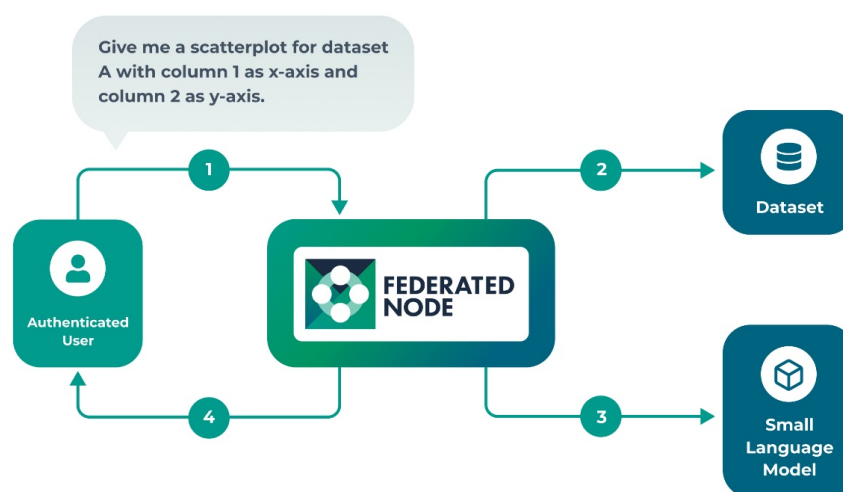 Give me a scatterplot for dataset
A with column 1 as x-axis and
column 2 as y-axis.
1
2
Dataset
Authenticated
User
FEDERATED
NODE
4
3
Small
Language
Model